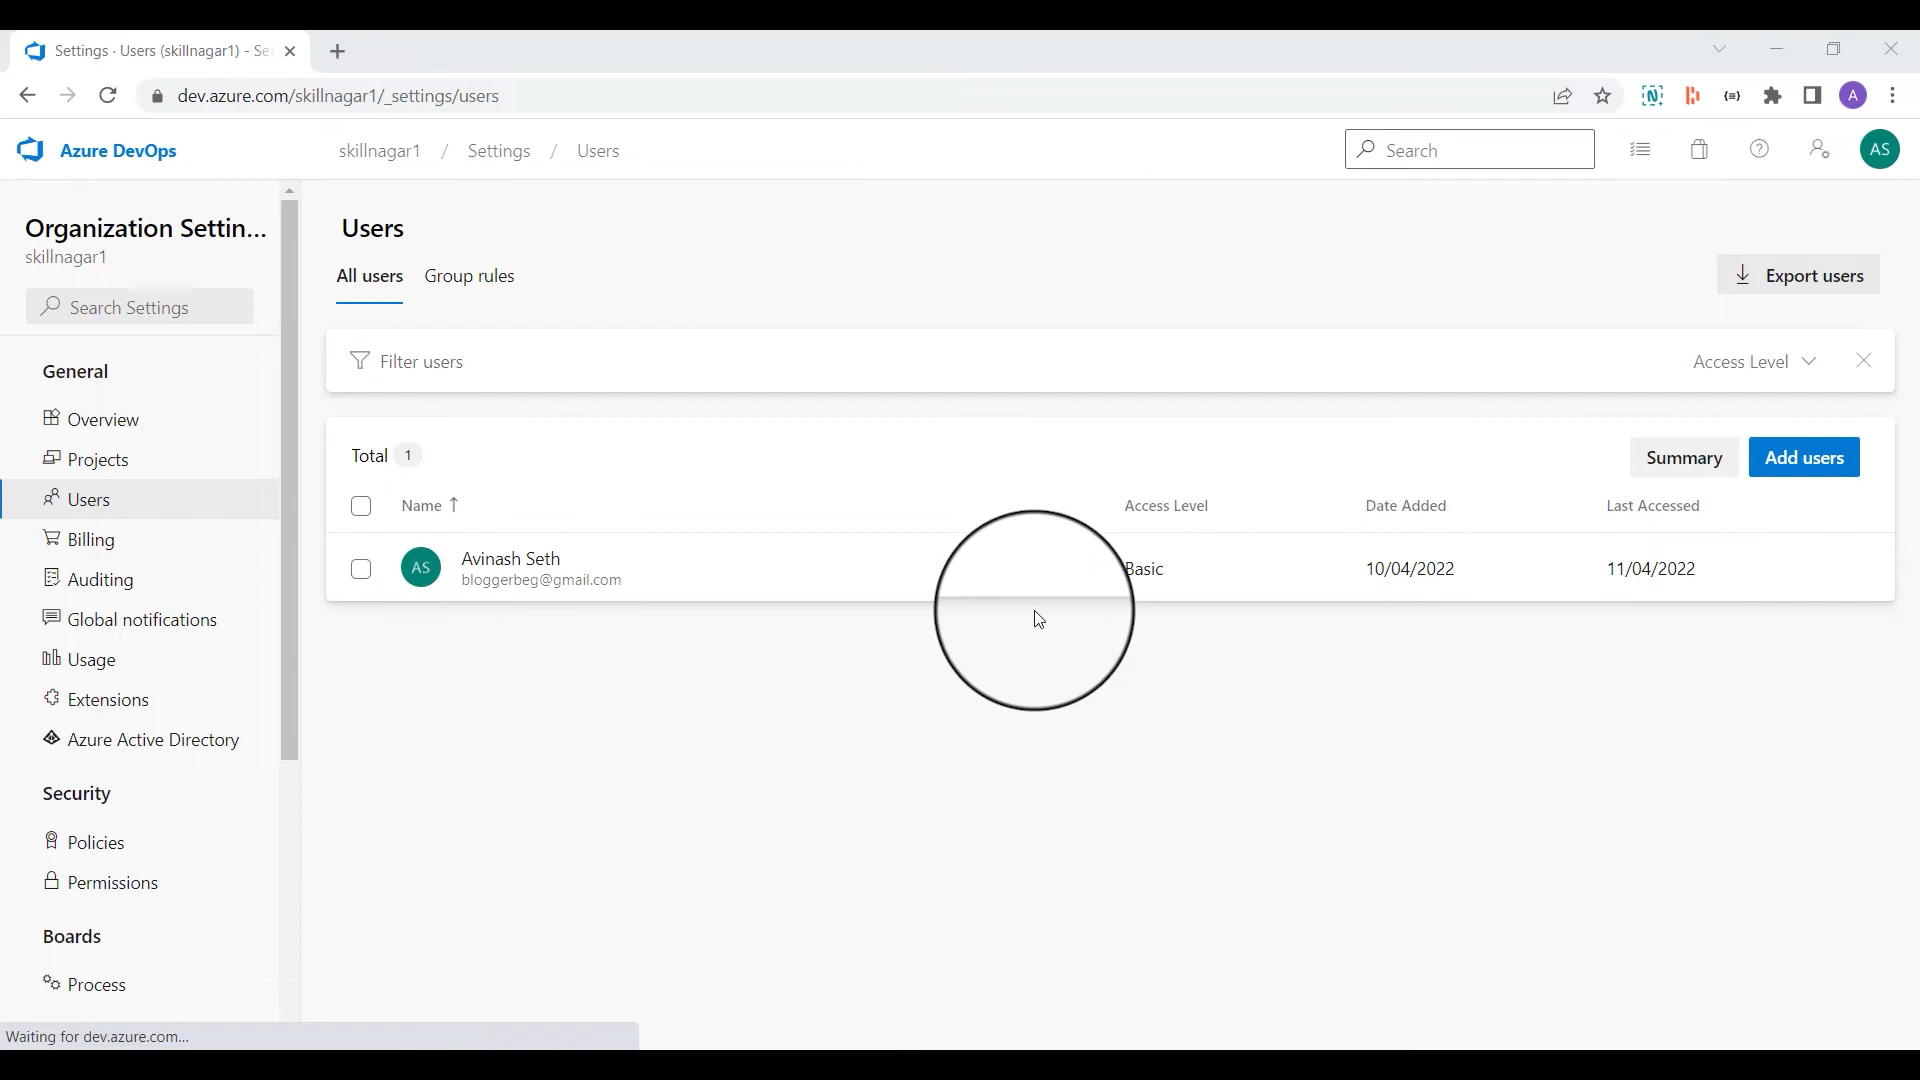 Settings · Users (skillnagar1) - Set
dev.azure.com/skillnagar1/_settings/users
A
Azure DevOps
skillnagar1 / Settings / Users
Search
AS
Organization Settin...
skillnagar1
Search Settings
General
Overview
Projects
Users
Billing
Auditing
Global notifications
Usage
Extensions
Azure Active Directory
Security
Policies
Permissions
Boards
Process
Users
All users
Group rules
Export users
Filter users
Access Level
Total 1
Summary
Add users
Name
Access Level
Date Added
Last Accessed
AS
Avinash Seth
bloggerbeg@gmail.com
Basic
10/04/2022
11/04/2022
Waiting for dev.azure.com...